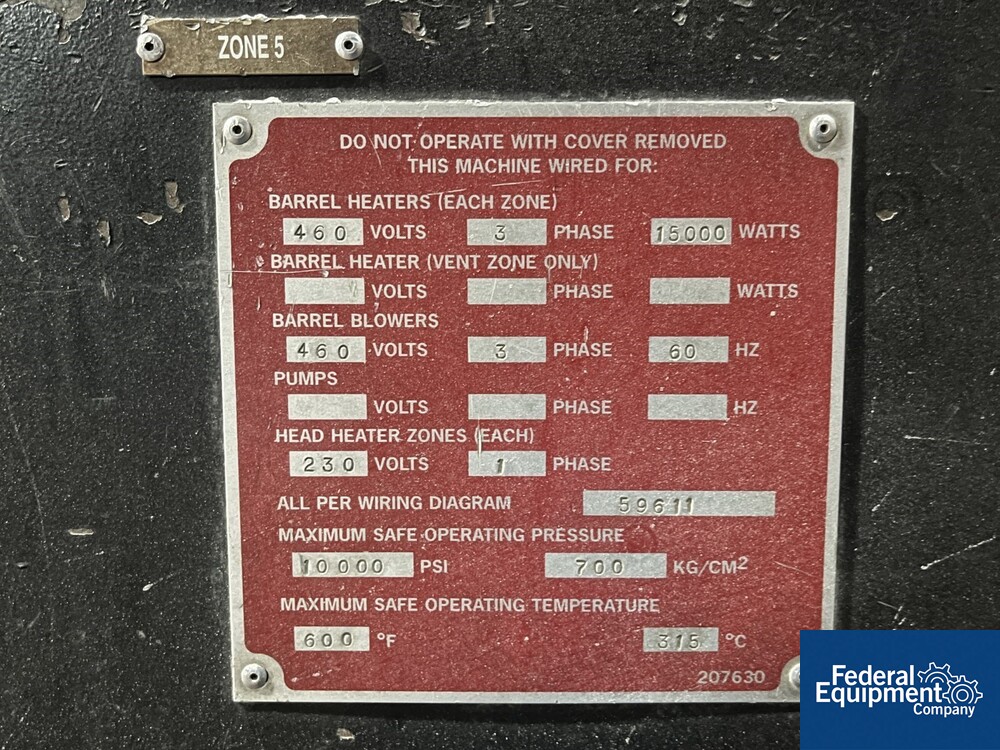 ZONE 5
DO NOT OPERATE WITH COVER REMOVED
THIS MACHINE WIRED FOR:
BARREL HEATERS (EACH ZONE)
460 VOLTS 3 PHASE 15000 WATTS
BARREL HEATER (VENT ZONE ONLY)
VOLTS PHASE WATTS
BARREL BLOWERS
460 VOLTS 3 PHASE 60 HZ
PUMPS
VOLTS PHASE HZ
HEAD HEATER ZONES (EACH)
230 VOLTS 1 PHASE
ALL PER WIRING DIAGRAM 59611
MAXIMUM SAFE OPERATING PRESSURE
10000 PSI 700 KG/CM²
MAXIMUM SAFE OPERATING TEMPERATURE
600 °F 315 °C
207630
Federal
Equipment
Company